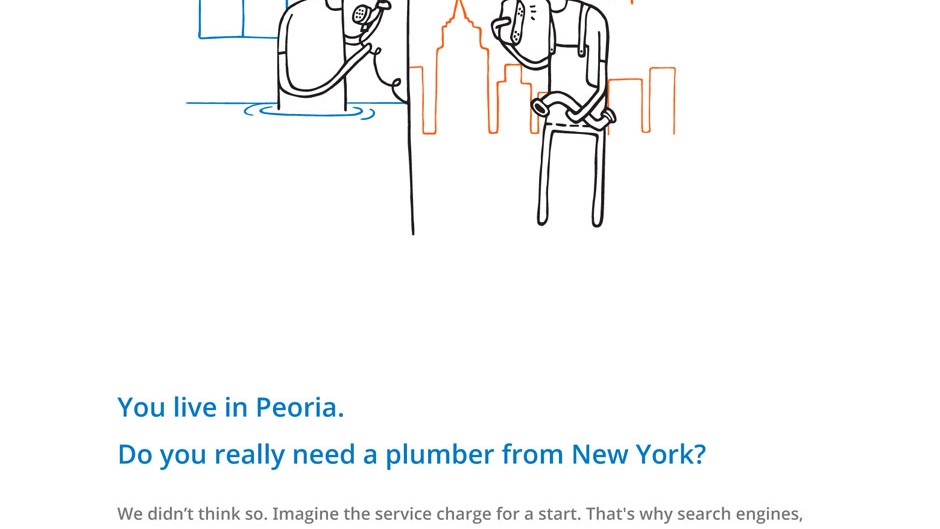 You live in Peoria.
Do you really need a plumber from New York?
We didn’t think so. Imagine the service charge for a start. That's why search engines,